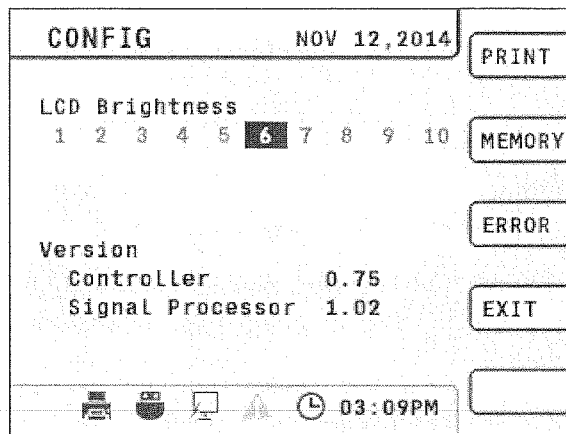 CONFIG NOV 12,2014
PRINT
LCD Brightness
1 2 3 4 5 6 7 8 9 10
MEMORY
ERROR
Version
Controller 0.75
Signal Processor 1.02
EXIT
03:09PM